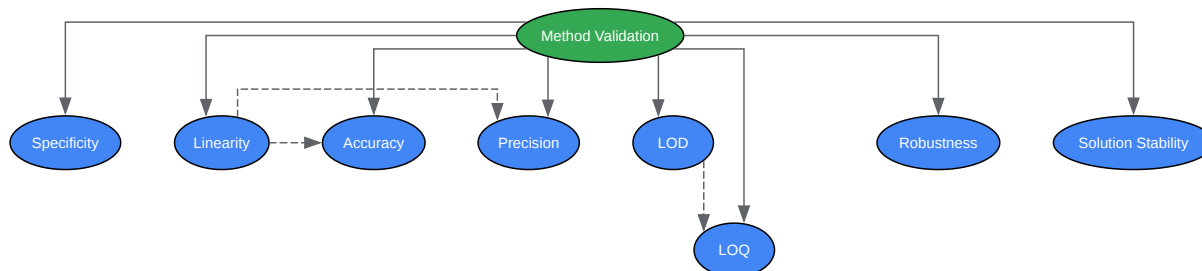 Method Validation
Specificity
Linearity
Accuracy
Precision
LOD
Robustness
Solution Stability
LOQ